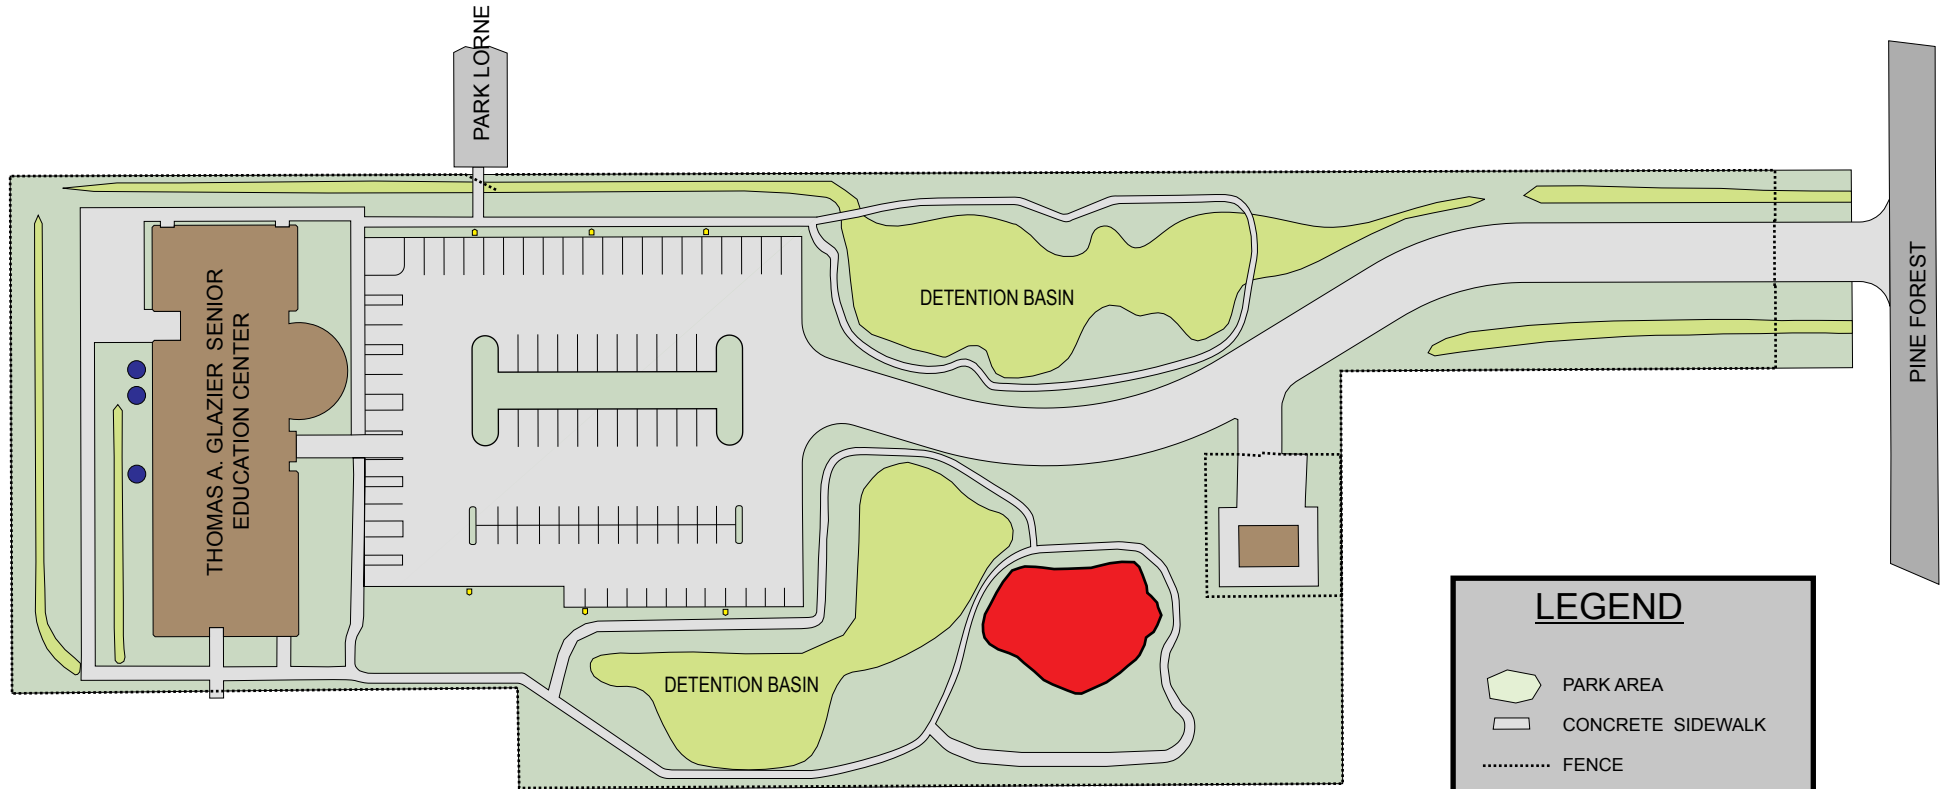 PARK LORNE
THOMAS A. GLAZIER SENIOR
EDUCATION CENTER
DETENTION BASIN
DETENTION BASIN
PINE FOREST
LEGEND
PARK AREA
CONCRETE SIDEWALK
FENCE